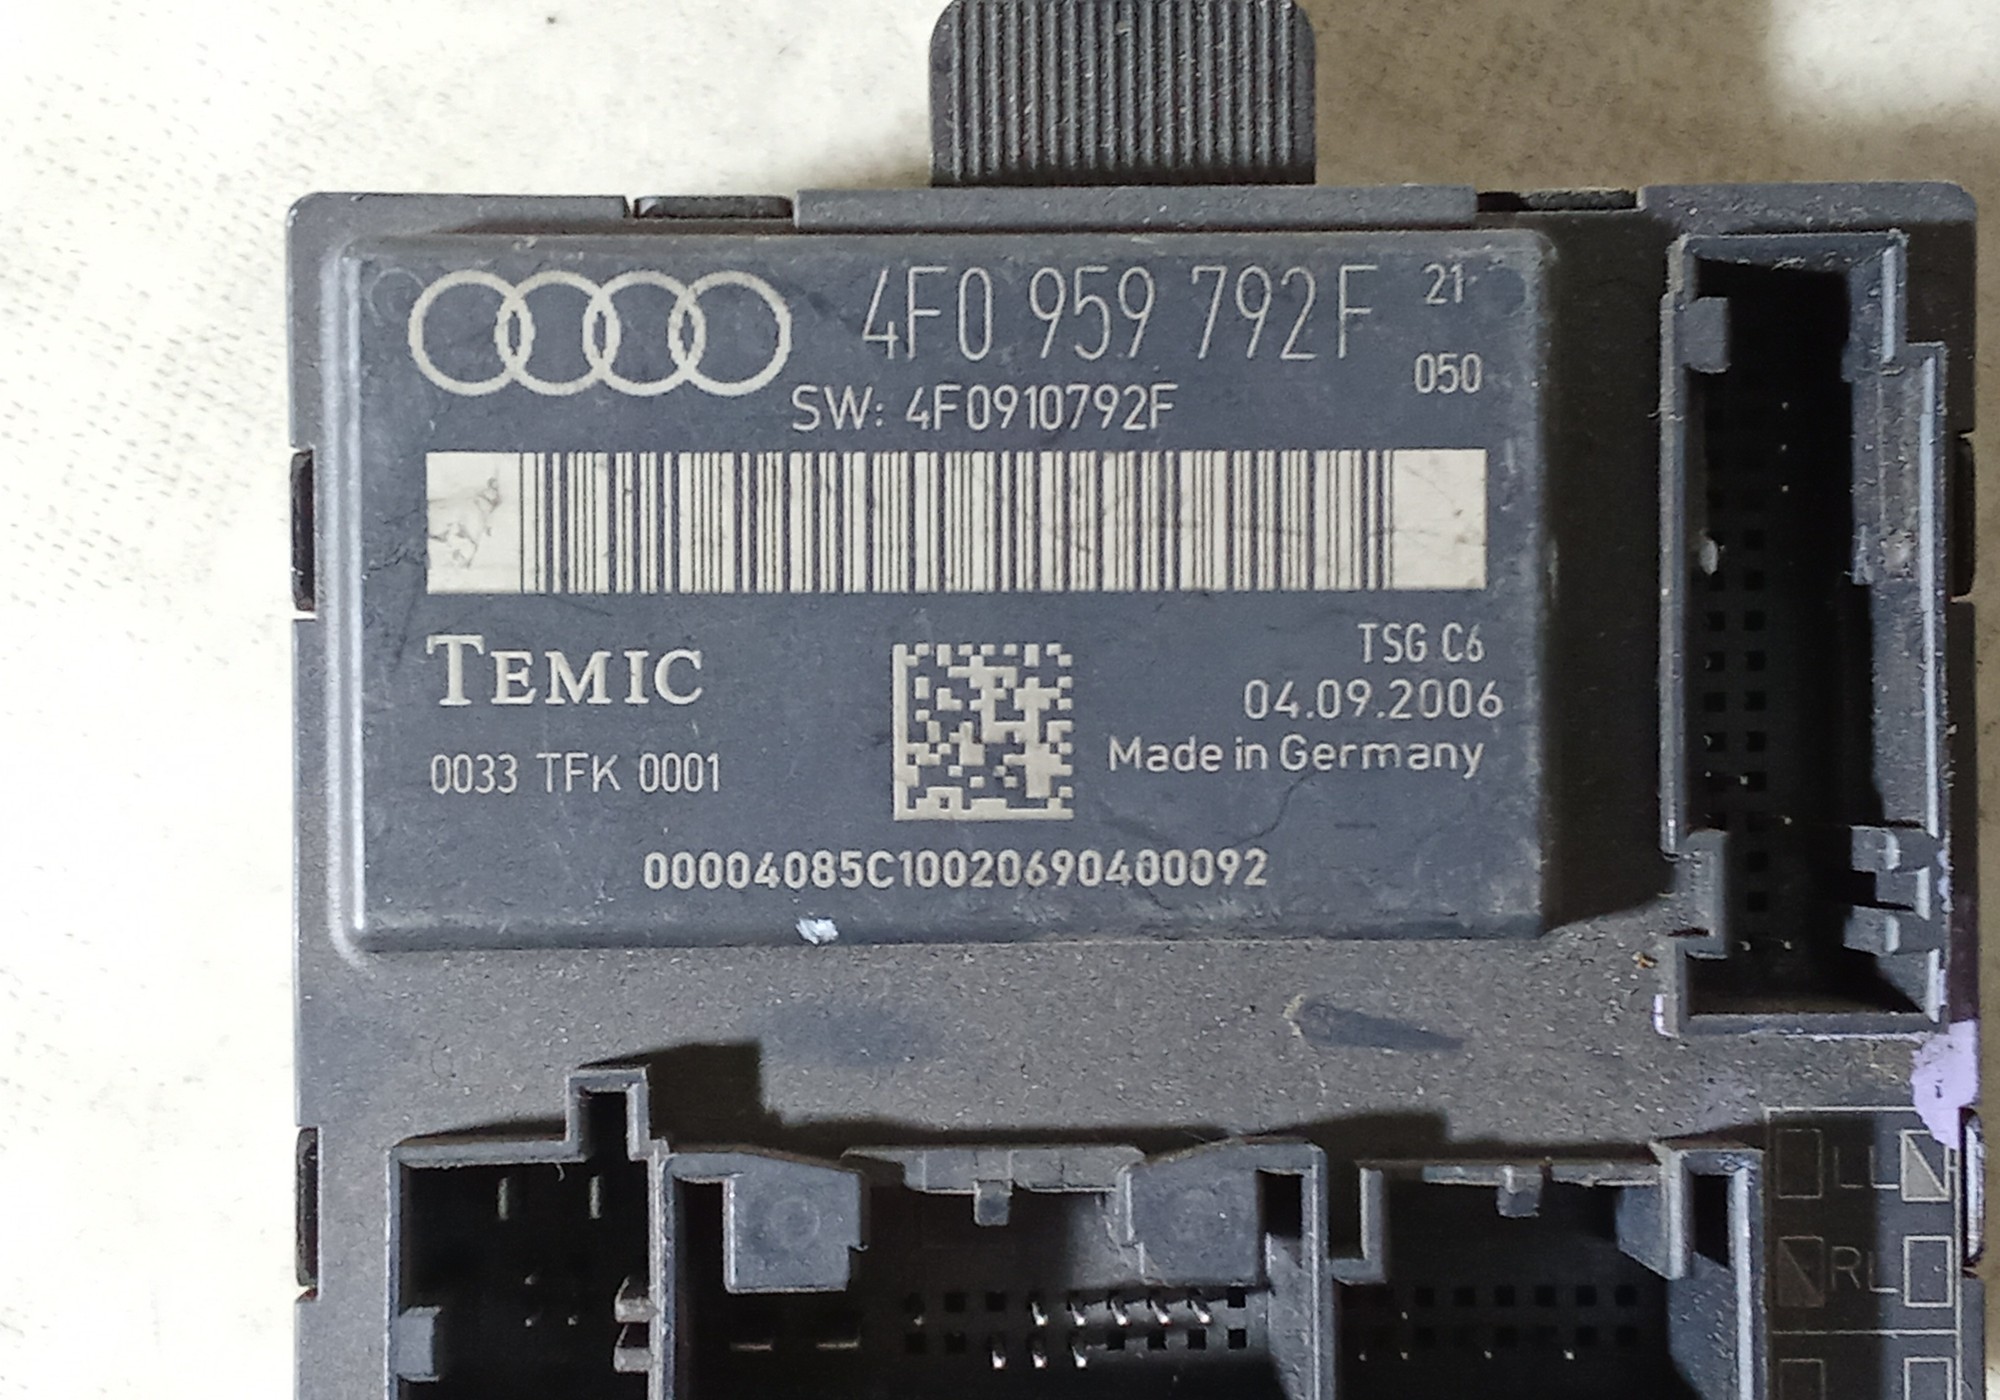 4F0 959 792F 21
050
SW: 4F0910792F
TEMIC
TSG C6
04.09.2006
Made in Germany
0033 TFK 0001
00004085C10020690400092
LL
RL